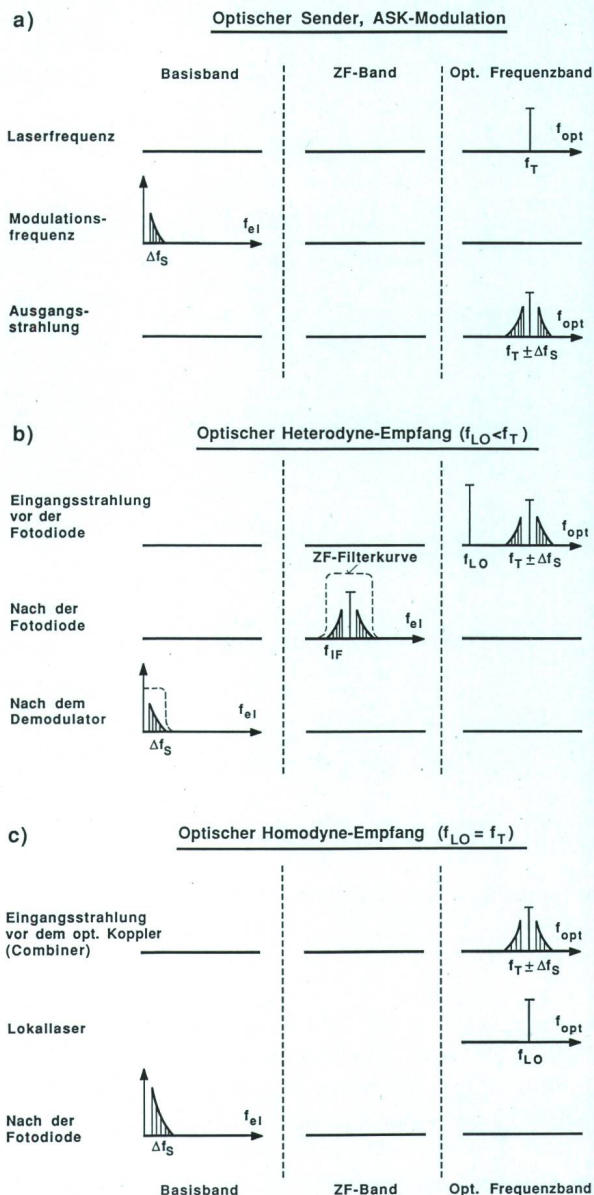 a) Optischer Sender, ASK-Modulation
Basisband ZF-Band Opt. Frequenzband
Laserfrequenz
f_opt
f_T
Modulations-
frequenz
f_el
Δf_S
Ausgangs-
strahlung
f_opt
f_T ± Δf_S
b) Optischer Heterodyne-Empfang (f_LO<f_T)
Eingangsstrahlung
vor der
Fotodiode
f_opt
f_LO f_T ± Δf_S
ZF-Filterkurve
Nach der
Fotodiode
f_el
f_IF
Nach dem
Demodulator
f_el
Δf_S
c) Optischer Homodyne-Empfang (f_LO = f_T)
Eingangsstrahlung
vor dem opt. Koppler
(Combiner)
f_opt
f_T ± Δf_S
Lokallaser
f_opt
f_LO
Nach der
Fotodiode
f_el
Δf_S
Basisband ZF-Band Opt. Frequenzband